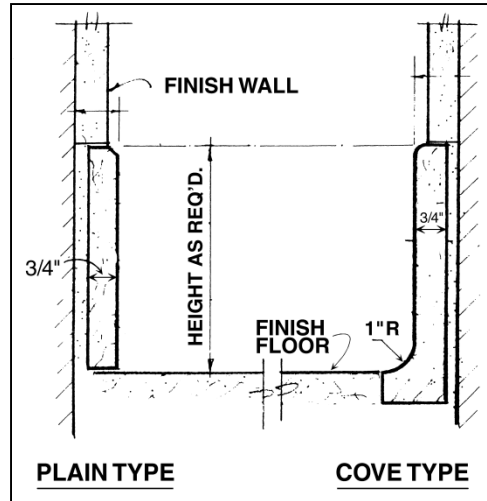 FINISH WALL
HEIGHT AS REQ'D.
3/4"
3/4"
FINISH
FLOOR
1"R
PLAIN TYPE
COVE TYPE